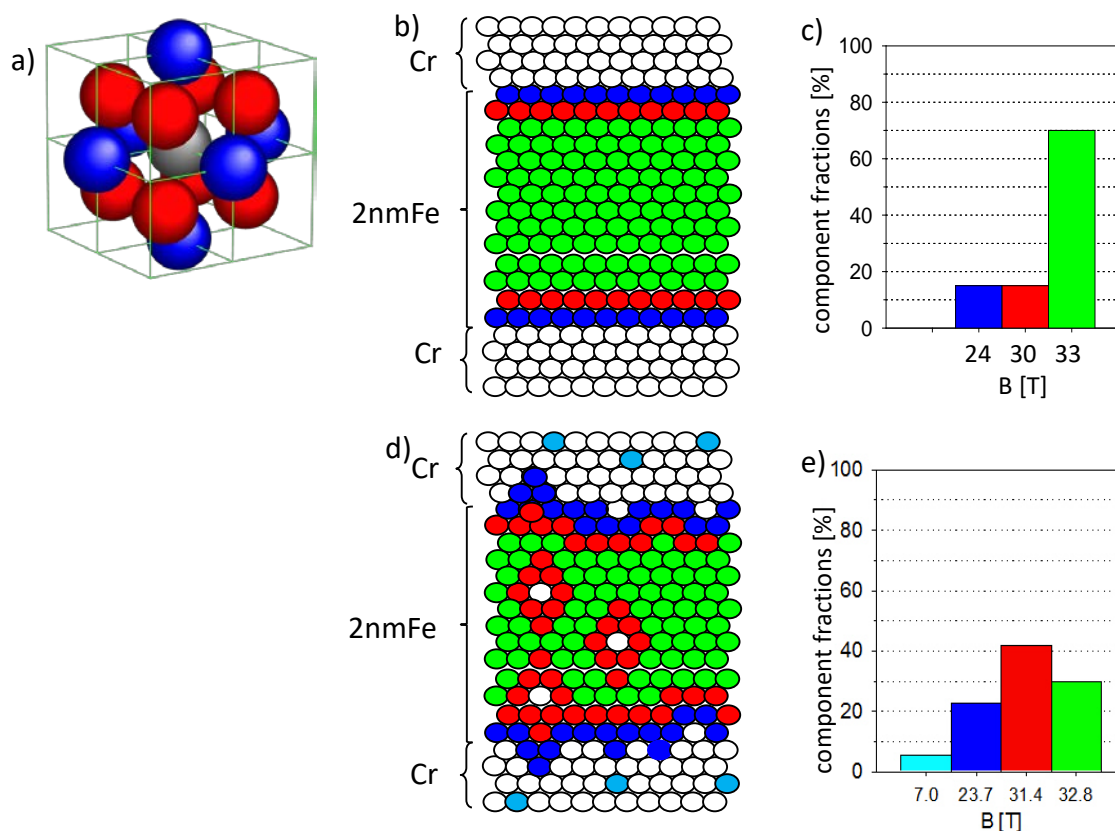 a)
b)
Cr
2nmFe
Cr
c)
component fractions [%]
100
80
60
40
20
0
24 30 33
B [T]
d)
Cr
2nmFe
Cr
e)
component fractions [%]
100
80
60
40
20
0
7.0 23.7 31.4 32.8
B [T]